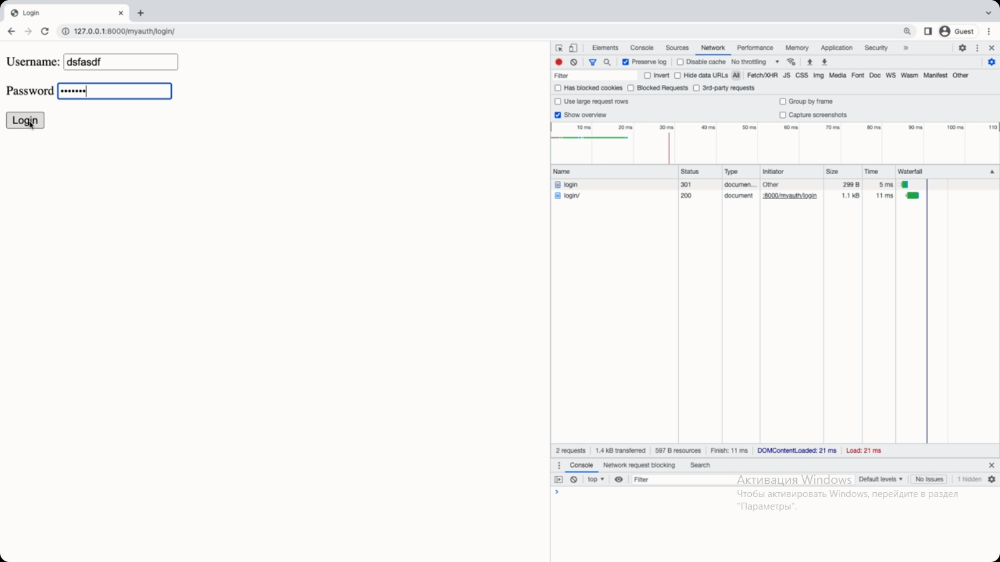 Login
127.0.0.1:8000/myauth/login/
Guest
Username: dsfasdf
Password •••••••
Login
Elements Console Sources Network Performance Memory Application Security »
Preserve log Disable cache No throttling
Filter Invert Hide data URLs All Fetch/XHR JS CSS Img Media Font Doc WS Wasm Manifest Other
Has blocked cookies Blocked Requests 3rd-party requests
Use large request rows Group by frame
Show overview Capture screenshots
10 ms 20 ms 30 ms 40 ms 50 ms 60 ms 70 ms 80 ms 90 ms 100 ms 110
Name Status Type Initiator Size Time Waterfall
login 301 documen... Other 299 B 5 ms
login/ 200 document :8000/myauth/login 1.1 kB 11 ms
2 requests 1.4 kB transferred 597 B resources Finish: 11 ms DOMContentLoaded: 21 ms Load: 21 ms
Console Network request blocking Search
top Filter Default levels No Issues 1 hidden
Активация Windows
Чтобы активировать Windows, перейдите в раздел
"Параметры".